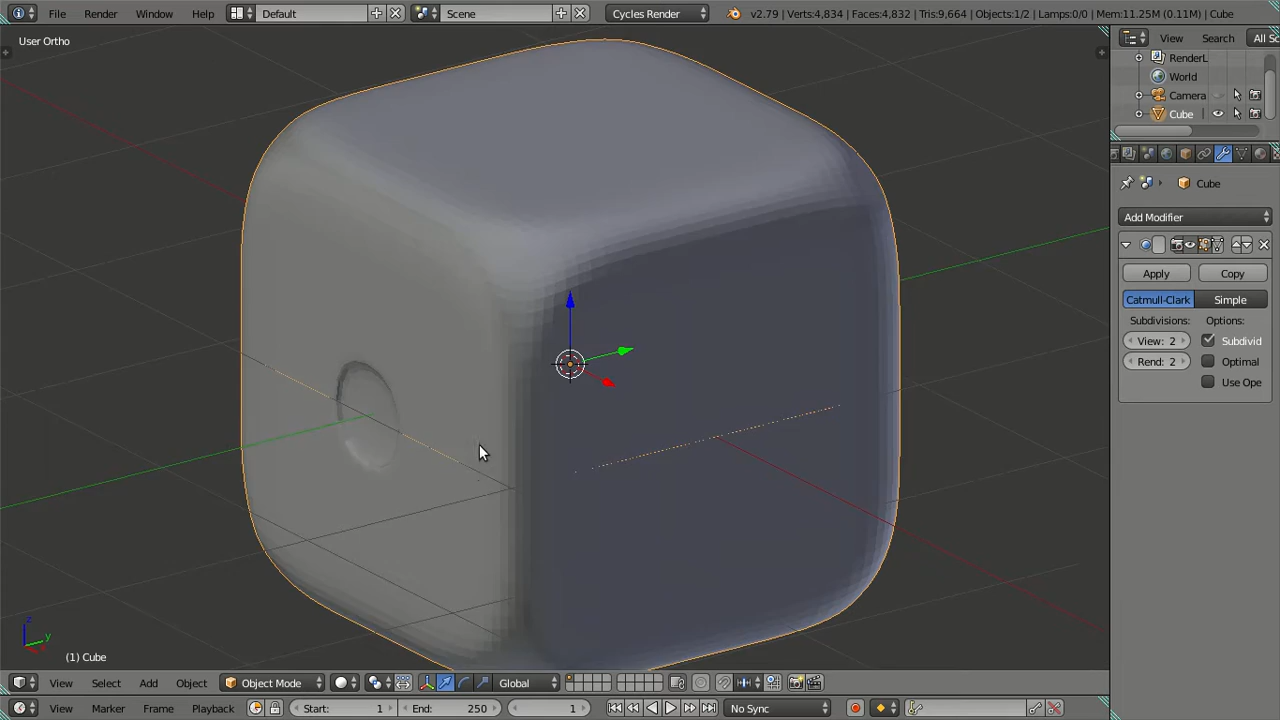 File Render Window Help Default Scene Cycles Render v2.79 | Verts:4,834 | Faces:4,832 | Tris:9,664 | Objects:1/2 | Lamps:0/0 | Mem:11.25M (0.11M) | Cube
User Ortho
View Search All Sc
RenderL
World
Camera
Cube
Cube
Add Modifier
Apply Copy
Catmull-Clark Simple
Subdivisions: Options:
View: 2 Subdivid
Rend: 2 Optimal
Use Ope
z
y
(1) Cube
View Select Add Object Object Mode Global
View Marker Frame Playback Start: 1 End: 250 1 No Sync